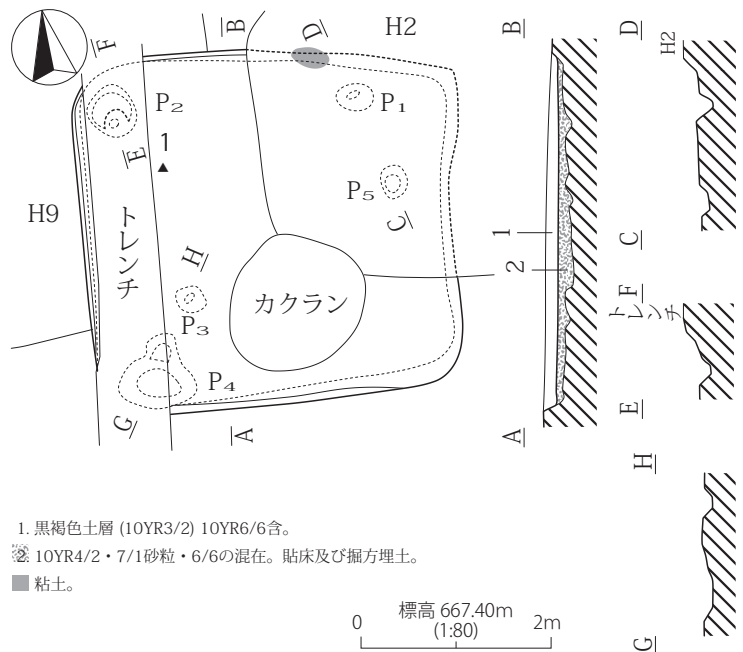 F
B
D
H2
P₂
P₁
E
1
P₅
H9
C
トレンチ
H
カクラン
P₃
P₄
G
A
B
1
2
A
D
H2
C
F
トレンチ
E
H
G
1. 黒褐色土層 (10YR3/2) 10YR6/6含。
2. 10YR4/2・7/1砂粒・6/6の混在。貼床及び掘方埋土。
粘土。
標高 667.40m
0 (1:80) 2m